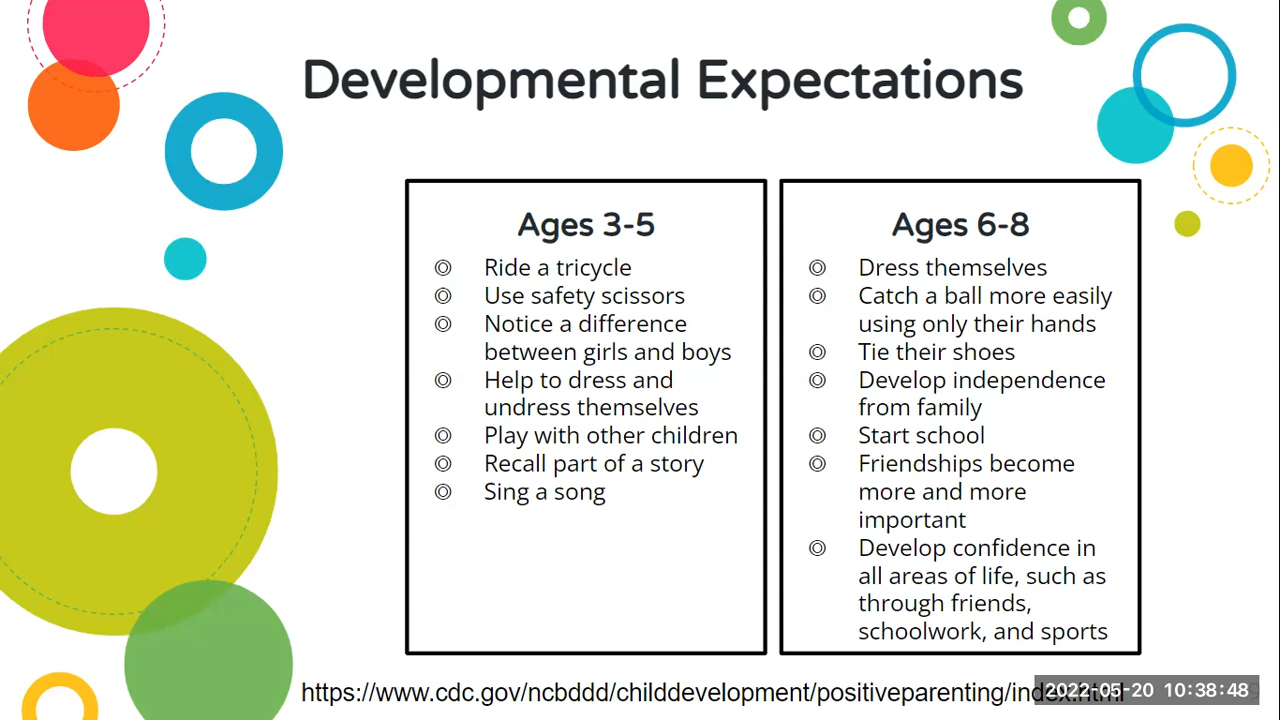 Developmental Expectations
Ages 3-5
◎ Ride a tricycle
◎ Use safety scissors
◎ Notice a difference
between girls and boys
◎ Help to dress and
undress themselves
◎ Play with other children
◎ Recall part of a story
◎ Sing a song
Ages 6-8
◎ Dress themselves
◎ Catch a ball more easily
using only their hands
◎ Tie their shoes
◎ Develop independence
from family
◎ Start school
◎ Friendships become
more and more
important
◎ Develop confidence in
all areas of life, such as
through friends,
schoolwork, and sports
https://www.cdc.gov/ncbddd/childdevelopment/positiveparenting/index.html
2022-05-20 10:38:48